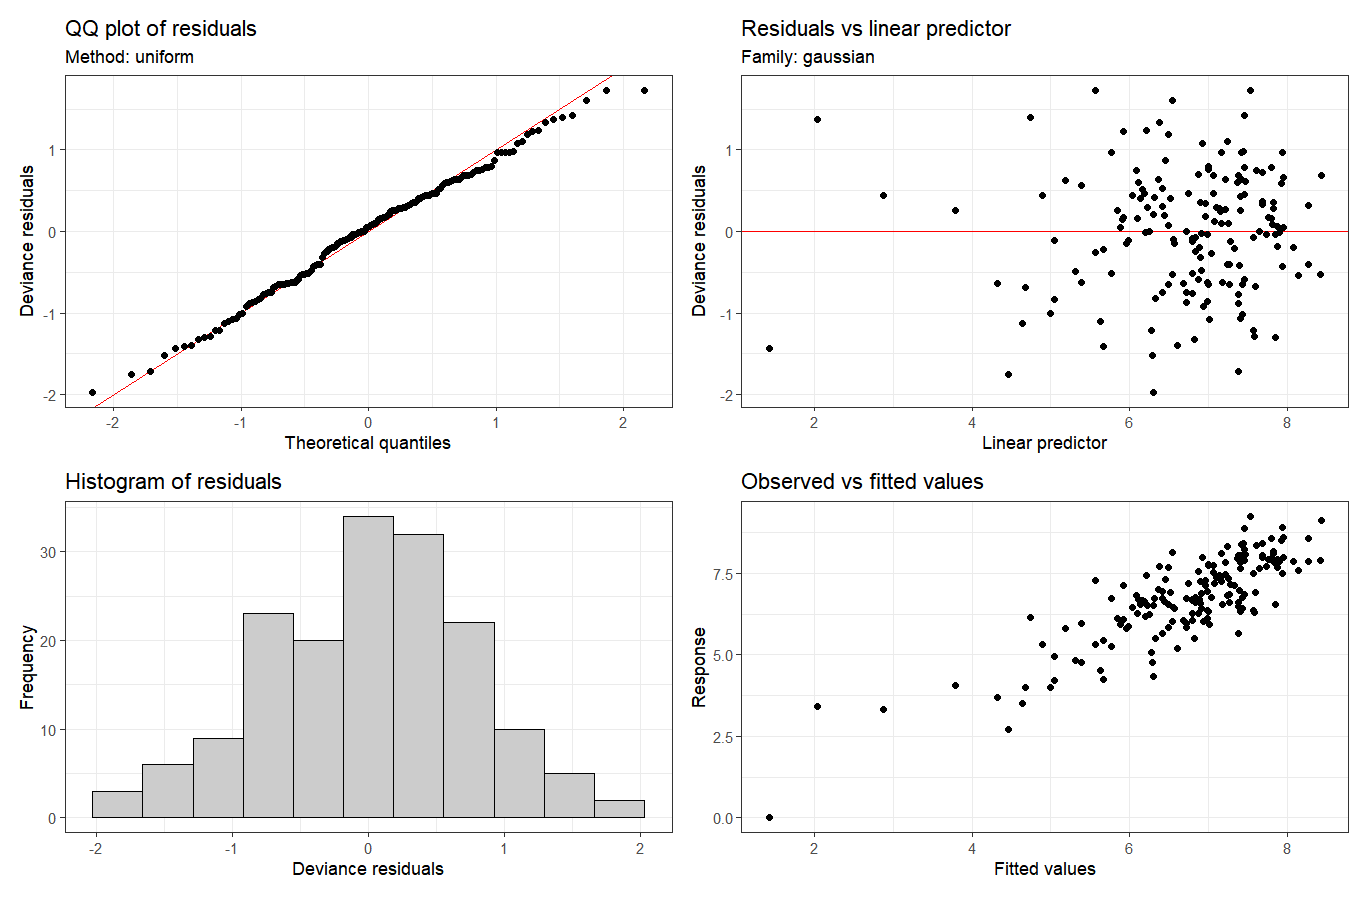 QQ plot of residuals
Method: uniform
1
0
-1
-2
Deviance residuals
-2
-1
0
1
2
Theoretical quantiles
Residuals vs linear predictor
Family: gaussian
1
0
-1
-2
Deviance residuals
2
4
6
8
Linear predictor
Histogram of residuals
30
20
10
0
Frequency
-2
-1
0
1
2
Deviance residuals
Observed vs fitted values
7.5
5.0
2.5
0.0
Response
2
4
6
8
Fitted values